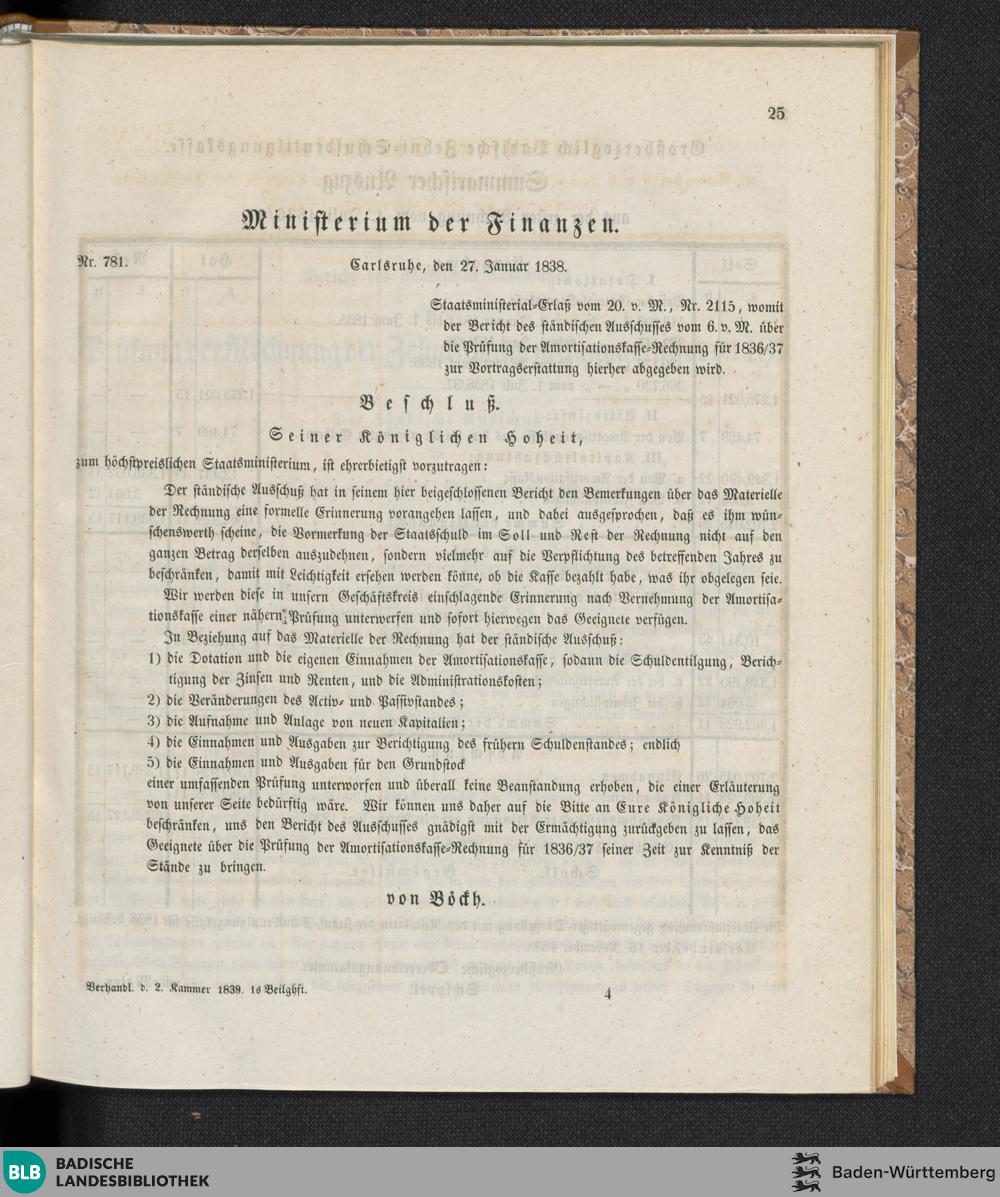 25
Ministerium der Finanzen.
Nr. 781.
Carlsruhe, den 27. Januar 1838.
Staatsministerial-Erlaß vom 20. v. M., Nr. 2115, womit
der Bericht des ständischen Ausschusses vom 6. v. M. über
die Prüfung der Amortisationskasse-Rechnung für 1836/37
zur Vortragserstattung hierher abgegeben wird.
Beschluß.
Seiner Königlichen Hoheit,
zum höchstpreislichen Staatsministerium, ist ehrerbietigst vorzutragen:
Der ständische Ausschuß hat in seinem hier beigeschlossenen Bericht den Bemerkungen über das Materielle
der Rechnung eine formelle Erinnerung vorangehen lassen, und dabei ausgesprochen, daß es ihm wün-
schenswerth scheine, die Vormerkung der Staatsschuld im Soll und Rest der Rechnung nicht auf den
ganzen Betrag derselben auszudehnen, sondern vielmehr auf die Verpflichtung des betreffenden Jahres zu
beschränken, damit mit Leichtigkeit ersehen werden könne, ob die Kasse bezahlt habe, was ihr obgelegen seie.
Wir werden diese in unsern Geschäftskreis einschlagende Erinnerung nach Vernehmung der Amortisa-
tionskasse einer nähern Prüfung unterwerfen und sofort hierwegen das Geeignete verfügen.
In Beziehung auf das Materielle der Rechnung hat der ständische Ausschuß:
1) die Dotation und die eigenen Einnahmen der Amortisationskasse, sodann die Schuldentilgung, Berich-
tigung der Zinsen und Renten, und die Administrationskosten;
2) die Veränderungen des Activ- und Passivstandes;
3) die Aufnahme und Anlage von neuen Kapitalien;
4) die Einnahmen und Ausgaben zur Berichtigung des frühern Schuldenstandes; endlich
5) die Einnahmen und Ausgaben für den Grundstock
einer umfassenden Prüfung unterworfen und überall keine Beanstandung erhoben, die einer Erläuterung
von unserer Seite bedürftig wäre. Wir können uns daher auf die Bitte an Eure Königliche Hoheit
beschränken, uns den Bericht des Ausschusses gnädigst mit der Ermächtigung zurückgeben zu lassen, das
Geeignete über die Prüfung der Amortisationskasse-Rechnung für 1836/37 seiner Zeit zur Kenntniß der
Stände zu bringen.
von Böckh.
Verhandl. d. 2. Kammer 1839. 1s Beilghft.
4
BLB
BADISCHE
LANDESBIBLIOTHEK
Baden-Württemberg